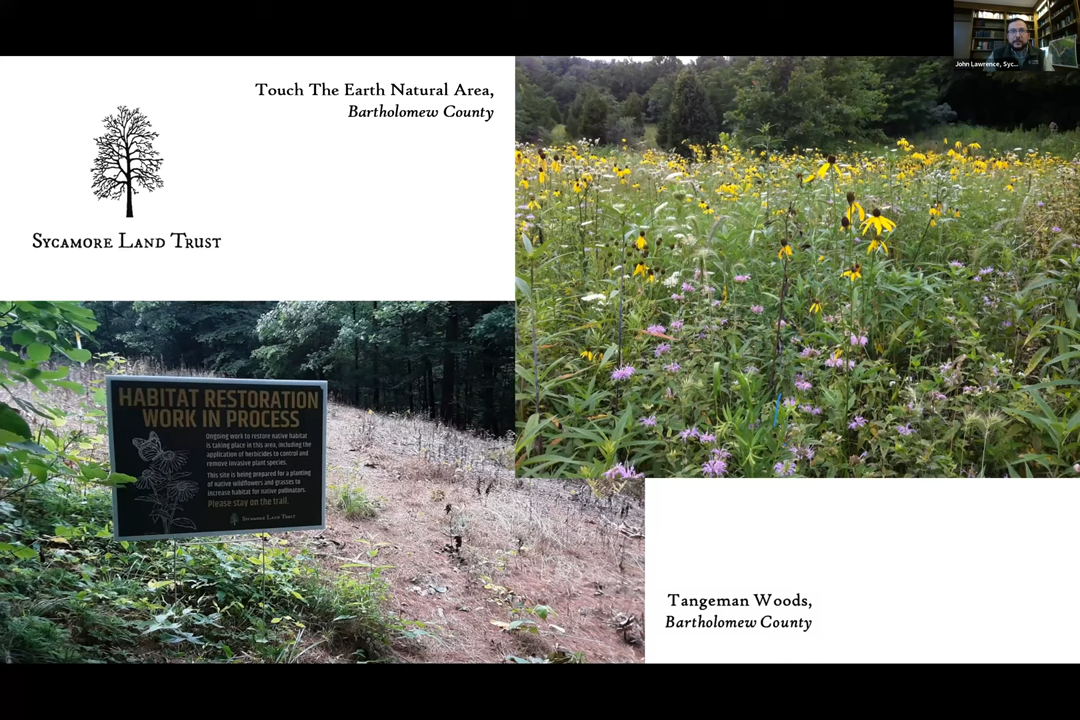 John Lawrence, Syc...
Touch The Earth Natural Area,
Bartholomew County
Sycamore Land Trust
HABITAT RESTORATION
WORK IN PROCESS
Ongoing work to restore native habitat
is taking place in this area, including the
application of herbicides to control and
remove invasive plant species.
This site is being prepared for a planting
of native wildflowers and grasses to
increase habitat for native pollinators.
Please stay on the trail.
Sycamore Land Trust
Tangeman Woods,
Bartholomew County